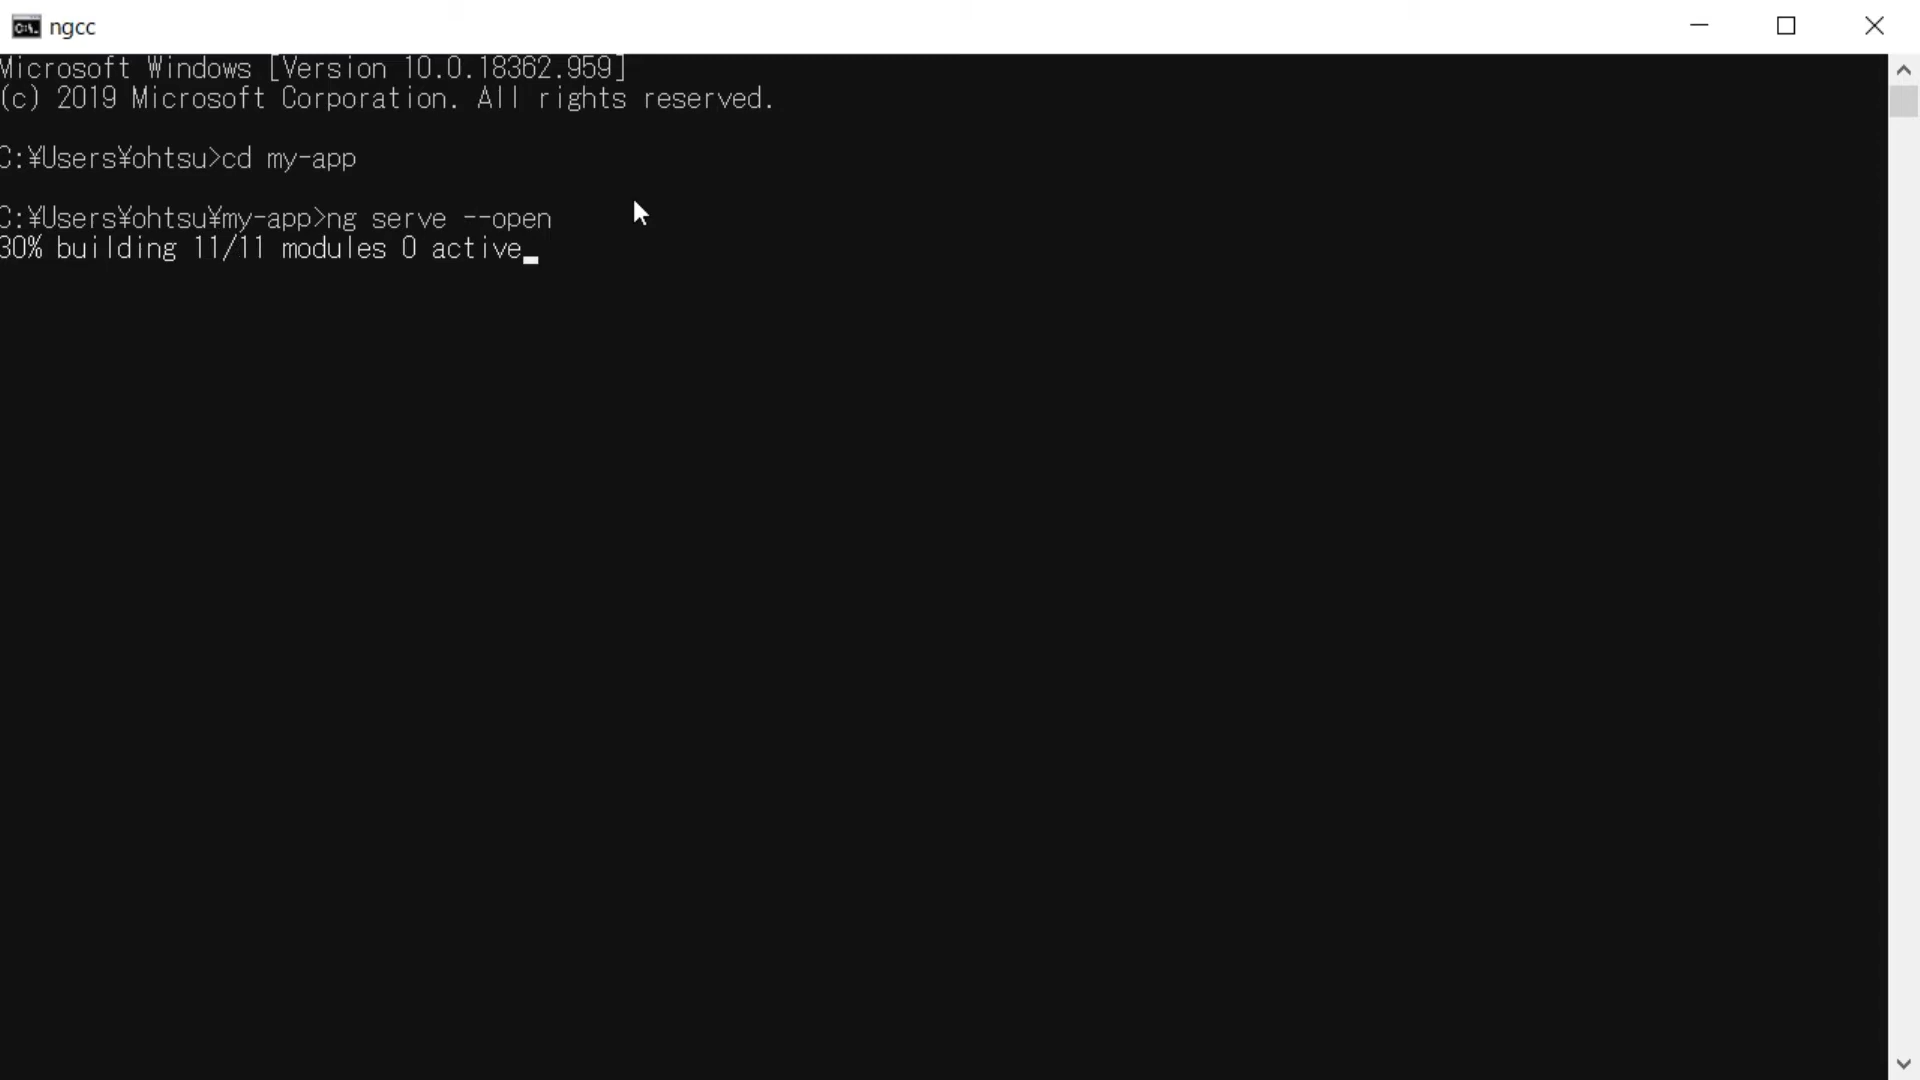 ngcc
Microsoft Windows [Version 10.0.18362.959]
(c) 2019 Microsoft Corporation. All rights reserved.
C:¥Users¥ohtsu>cd my-app
C:¥Users¥ohtsu¥my-app>ng serve --open
30% building 11/11 modules 0 active